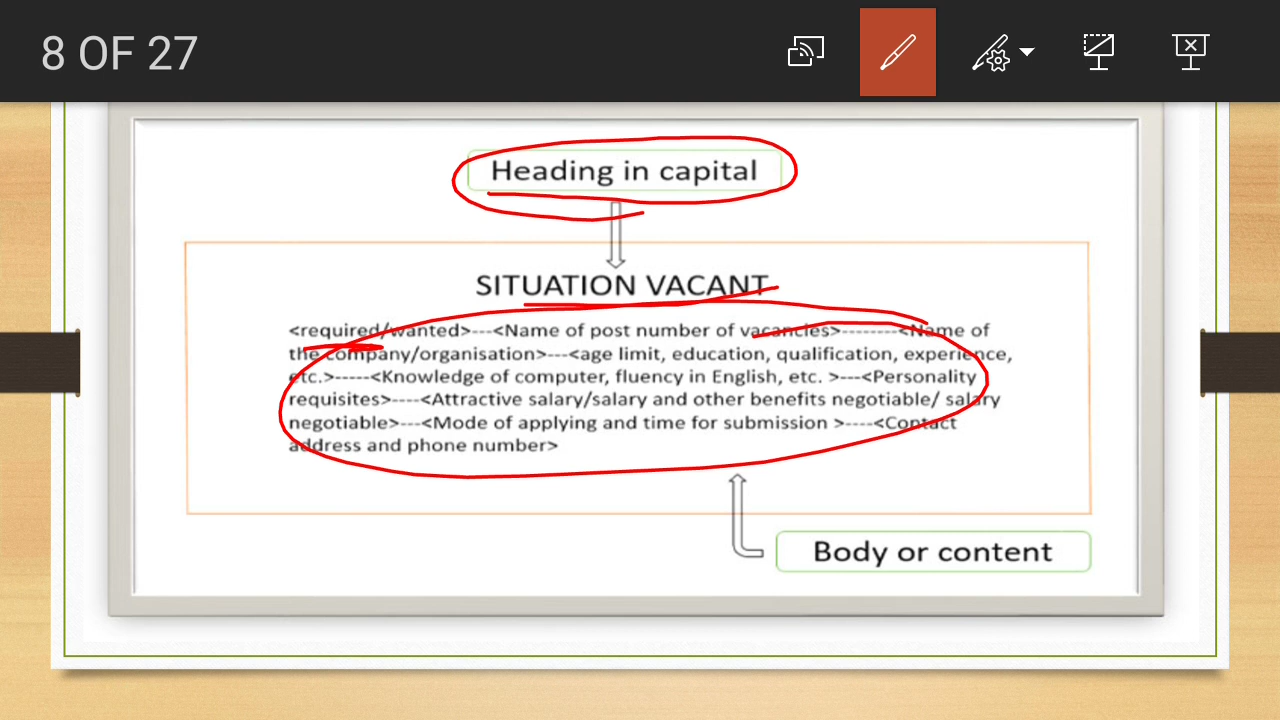 8 OF 27
Heading in capital
SITUATION VACANT
<required/wanted>---<Name of post number of vacancies>--------<Name of
the company/organisation>---<age limit, education, qualification, experience,
etc.>-----<Knowledge of computer, fluency in English, etc. >---<Personality
requisites>----<Attractive salary/salary and other benefits negotiable/ salary
negotiable>---<Mode of applying and time for submission >----<Contact
address and phone number>
Body or content